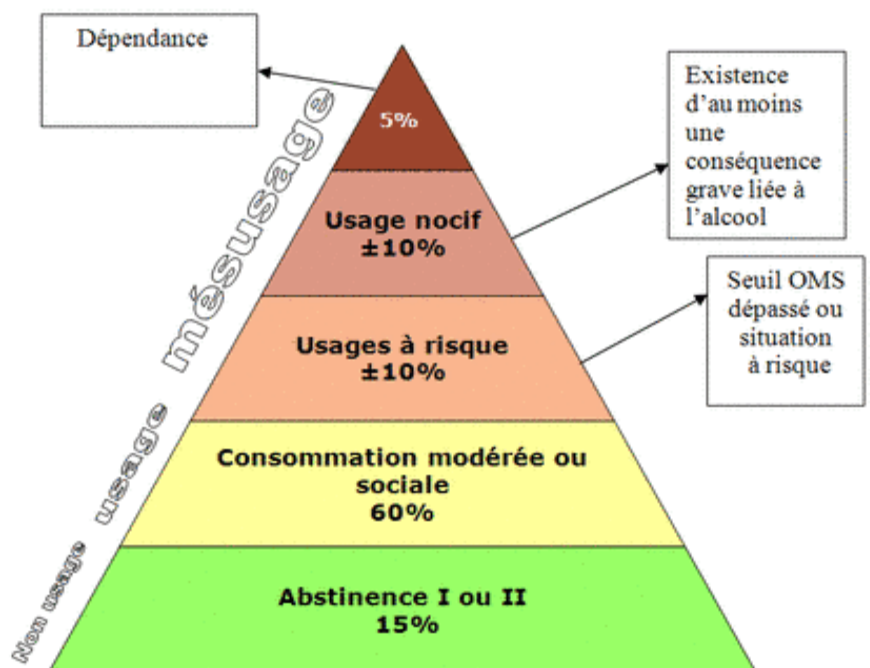 Dépendance
5%
Existence
d'au moins
une
conséquence
grave liée à
l'alcool
Usage nocif
±10%
Seuil OMS
dépassé ou
situation
à risque
Usages à risque
±10%
Consommation modérée ou
sociale
60%
Abstinence I ou II
15%
Non usage usage mésusage